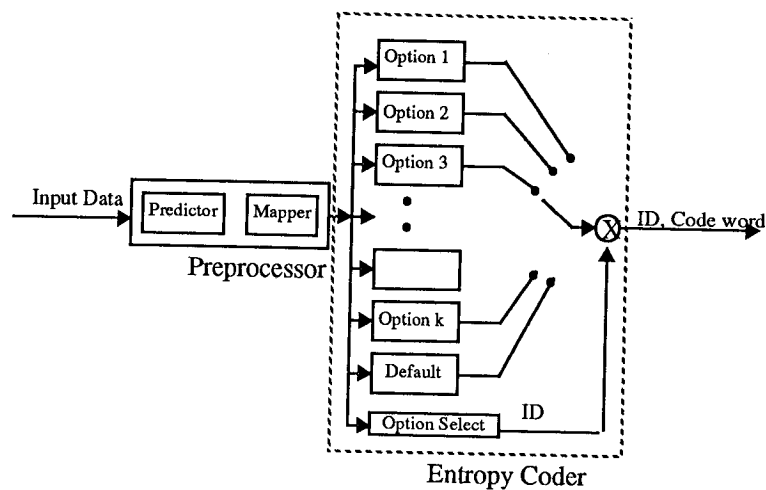 Option 1
Option 2
Option 3
Input Data
Predictor
Mapper
Preprocessor
X
ID, Code word
Option k
Default
Option Select
ID
Entropy Coder